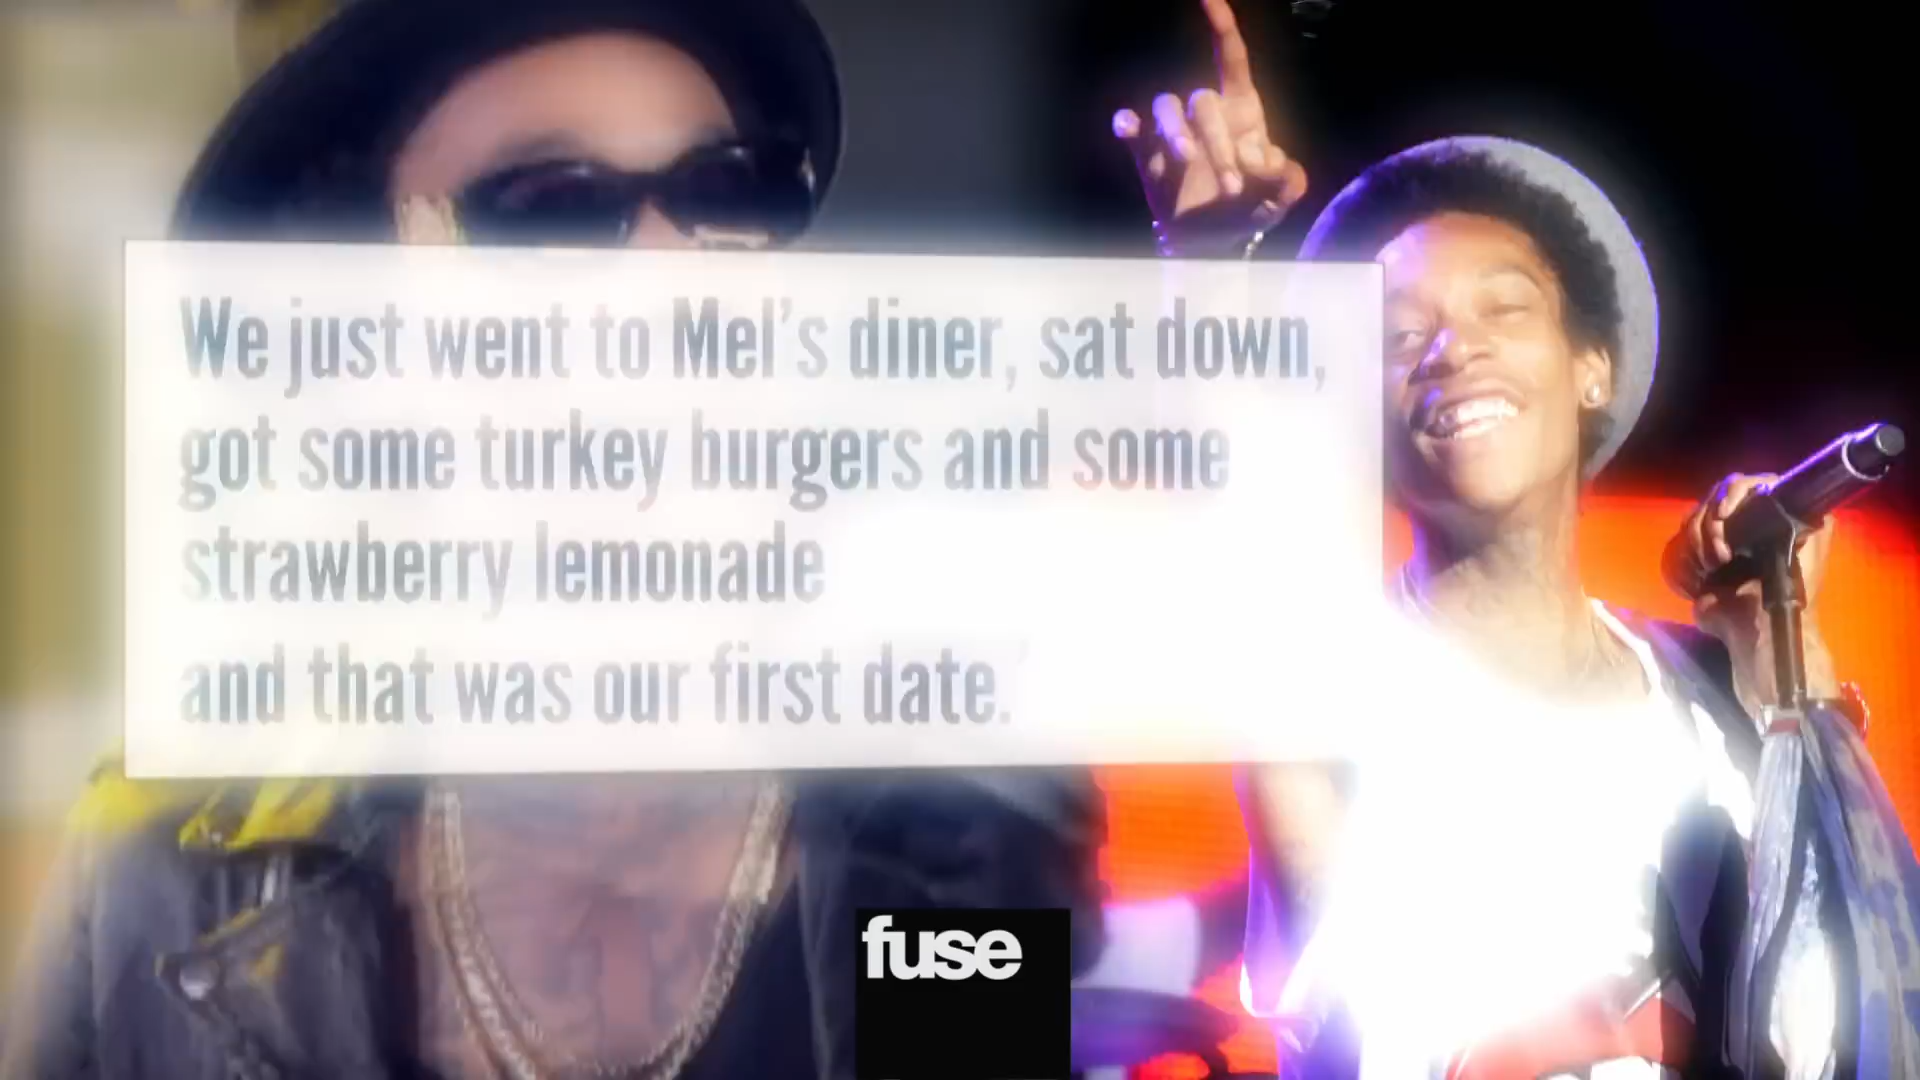 We just went to Mel's diner, sat down,
got some turkey burgers and some
strawberry lemonade
and that was our first date.
fuse